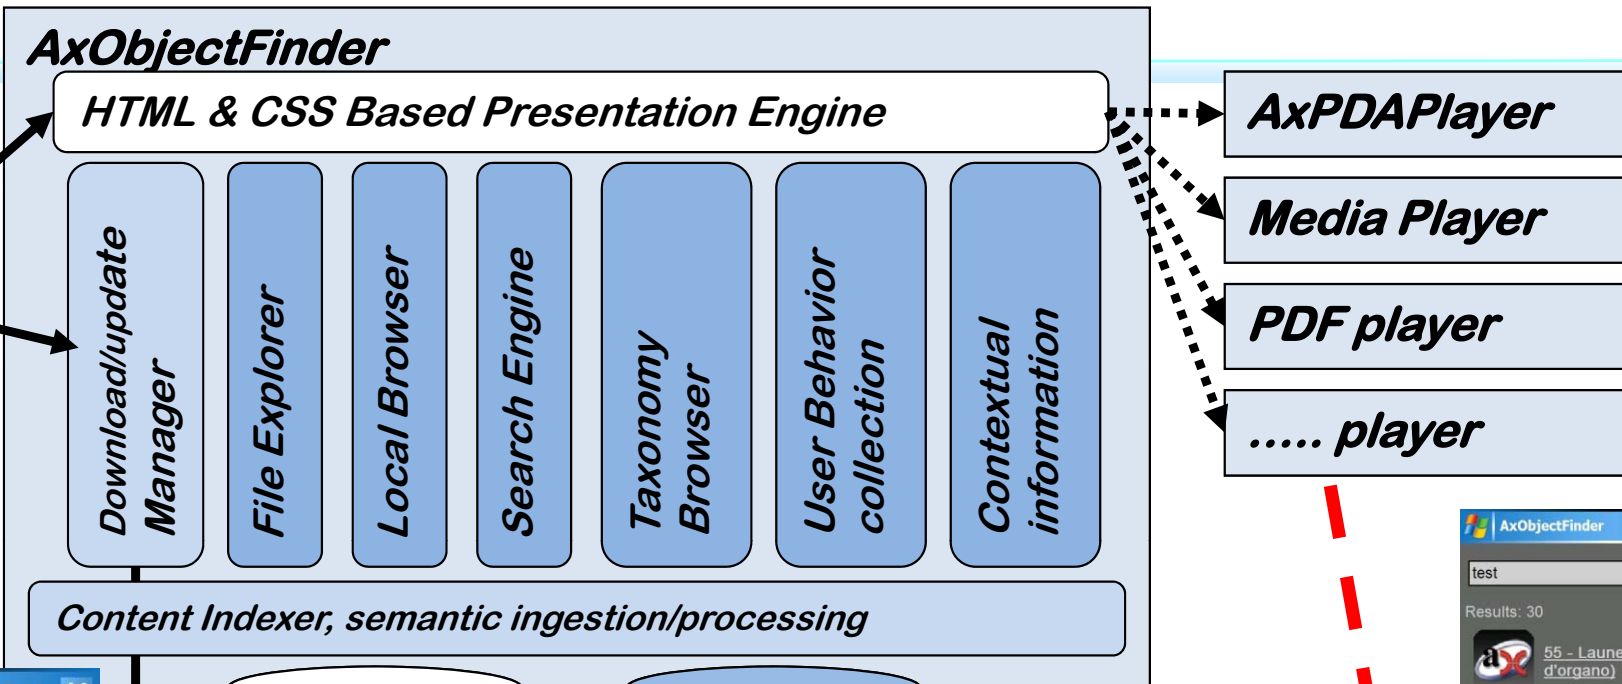 AxObjectFinder
HTML & CSS Based Presentation Engine
Download/update
Manager
File Explorer
Local Browser
Search Engine
Taxonomy
Browser
User Behavior
collection
Contextual
information
Content Indexer, semantic ingestion/processing
AxPDAPlayer
Media Player
PDF player
..... player
AxObjectFinder
test
Results: 30
ax
55 - Laune
d'organo)